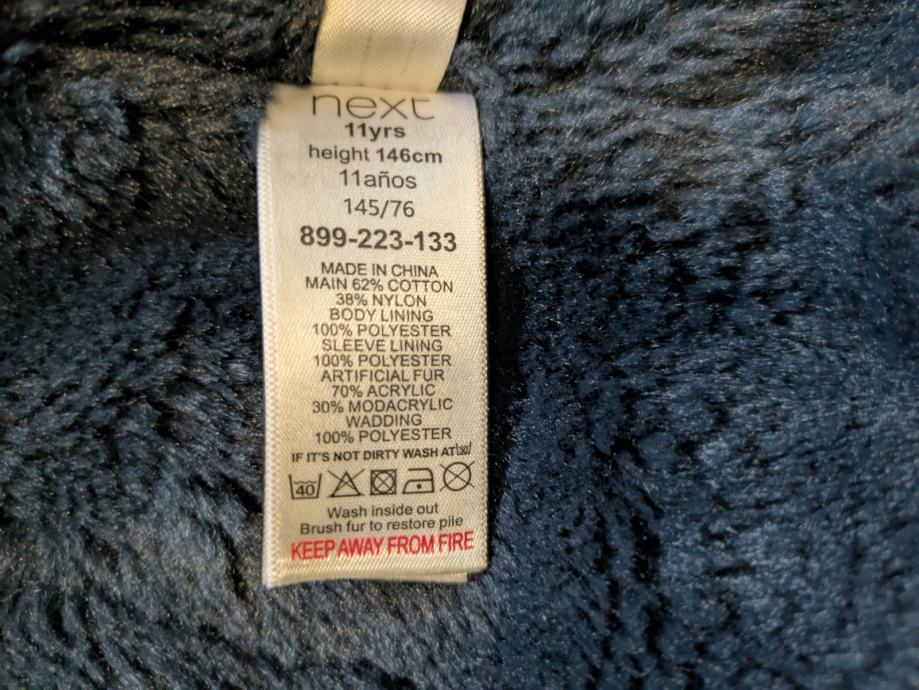 next
11yrs
height 146cm
11años
145/76
899-223-133
MADE IN CHINA
MAIN 62% COTTON
38% NYLON
BODY LINING
100% POLYESTER
SLEEVE LINING
100% POLYESTER
ARTIFICIAL FUR
70% ACRYLIC
30% MODACRYLIC
WADDING
100% POLYESTER
IF IT'S NOT DIRTY WASH AT 30
40
Wash inside out
Brush fur to restore pile
KEEP AWAY FROM FIRE